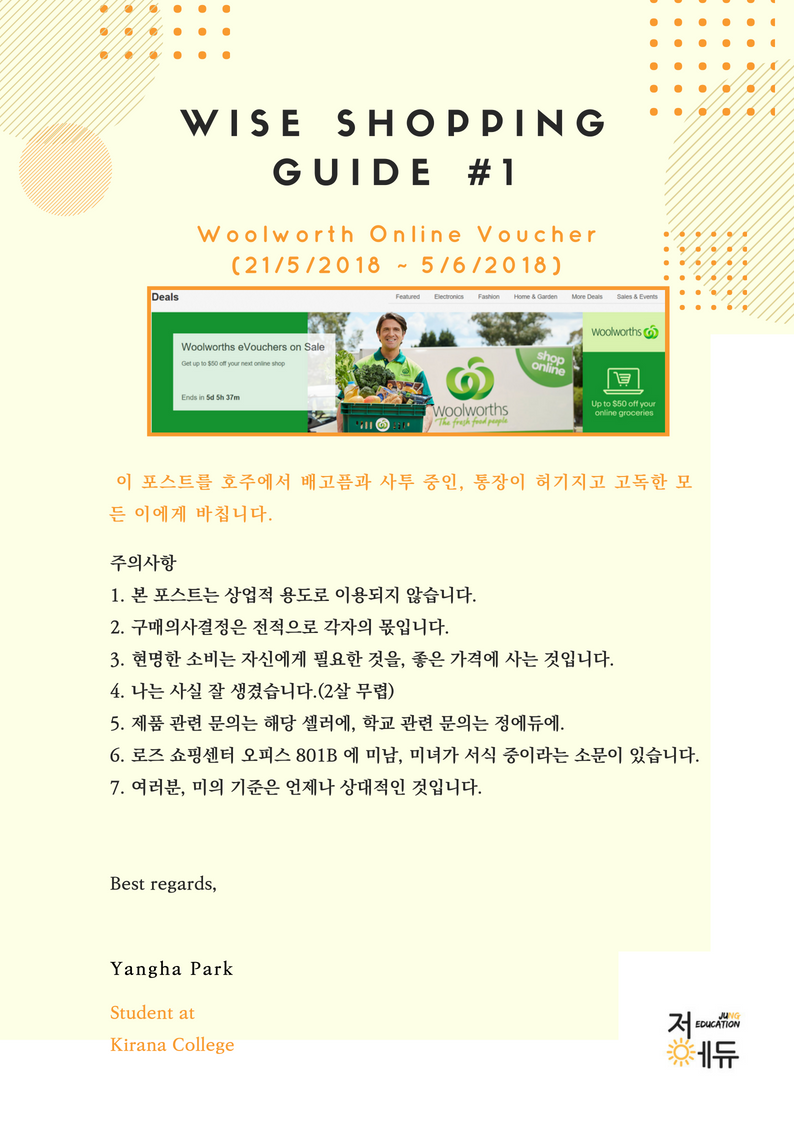 WISE SHOPPING
GUIDE #1
Woolworth Online Voucher
(21/5/2018 ~ 5/6/2018)
Deals
Featured Electronics Fashion Home & Garden More Deals Sales & Events
Woolworths eVouchers on Sale
Get up to $50 off your next online shop
Ends in 5d 5h 37m
shop
online
Woolworths
The fresh food people
Woolworths
Up to $50 off your
online groceries
이 포스트를 호주에서 배고픔과 사투 중인, 통장이 허기지고 고독한 모
든 이에게 바칩니다.
주의사항
1. 본 포스트는 상업적 용도로 이용되지 않습니다.
2. 구매의사결정은 전적으로 각자의 몫입니다.
3. 현명한 소비는 자신에게 필요한 것을, 좋은 가격에 사는 것입니다.
4. 나는 사실 잘 생겼습니다.(2살 무렵)
5. 제품 관련 문의는 해당 셀러에, 학교 관련 문의는 정에듀에.
6. 로즈 쇼핑센터 오피스 801B 에 미남, 미녀가 서식 중이라는 소문이 있습니다.
7. 여러분, 미의 기준은 언제나 상대적인 것입니다.
Best regards,
Yangha Park
Student at
Kirana College
저 JUNG
EDUCATION
에듀